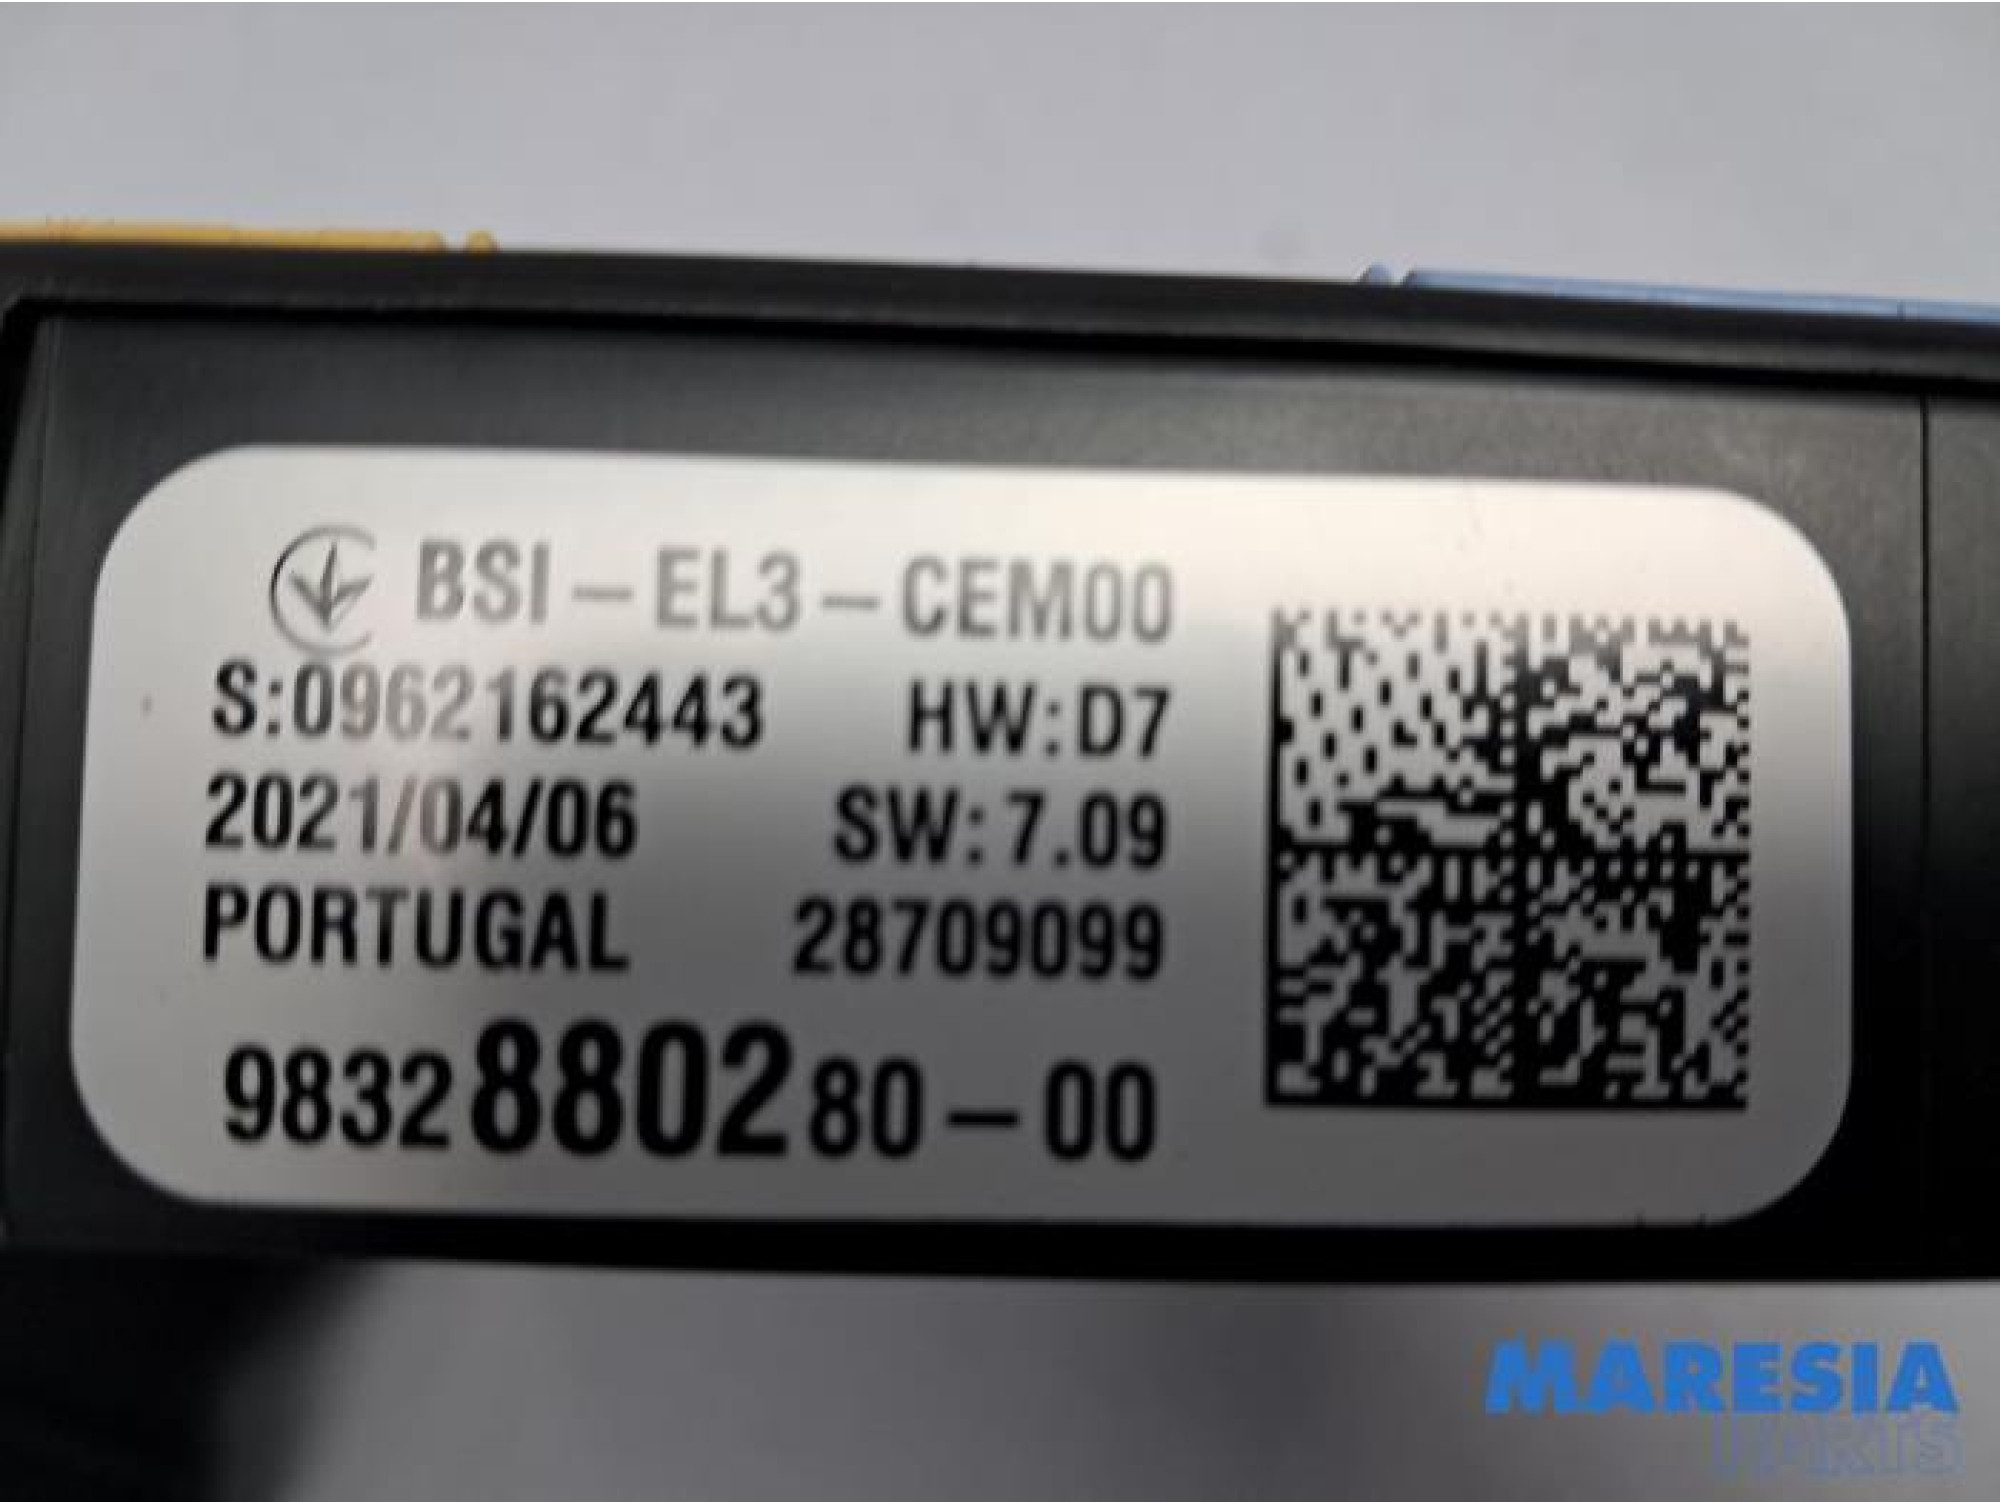 BSI-EL3-CEM00
S:0962162443 HW:D7
2021/04/06 SW:7.09
PORTUGAL 28709099
9832880280-00
MARESIA
PARTS